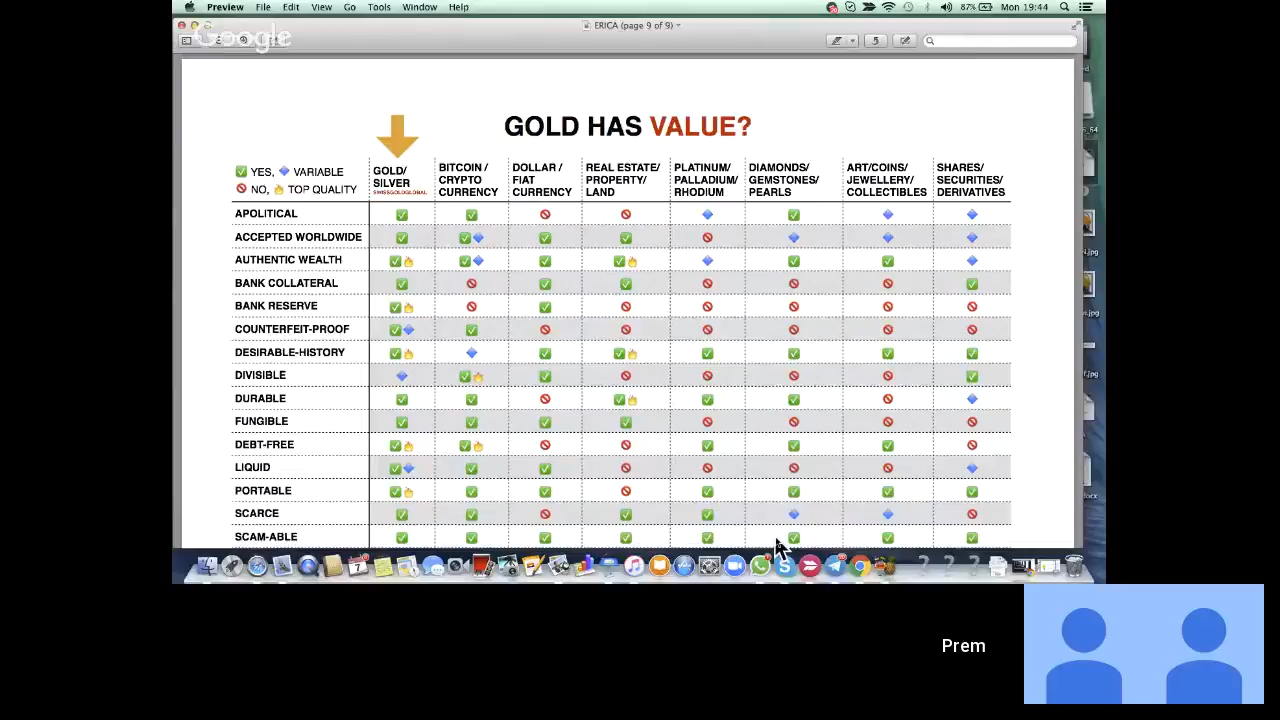 Preview File Edit View Go Tools Window Help 87% Mon 19:44
ERICA (page 9 of 9)
Google
GOLD HAS VALUE?
YES, VARIABLE
NO, TOP QUALITY
GOLD/
SILVER
SWISSGOLDGLOBAL
BITCOIN /
CRYPTO
CURRENCY
DOLLAR /
FIAT
CURRENCY
REAL ESTATE/
PROPERTY/
LAND
PLATINUM/
PALLADIUM/
RHODIUM
DIAMONDS/
GEMSTONES/
PEARLS
ART/COINS/
JEWELLERY/
COLLECTIBLES
SHARES/
SECURITIES/
DERIVATIVES
APOLITICAL
ACCEPTED WORLDWIDE
AUTHENTIC WEALTH
BANK COLLATERAL
BANK RESERVE
COUNTERFEIT-PROOF
DESIRABLE-HISTORY
DIVISIBLE
DURABLE
FUNGIBLE
DEBT-FREE
LIQUID
PORTABLE
SCARCE
SCAM-ABLE
Prem